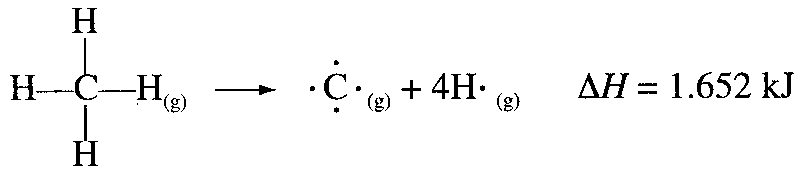 H
H—C—H(g) ⟶ ·C·(g) + 4H·(g) ΔH = 1.652 kJ
H